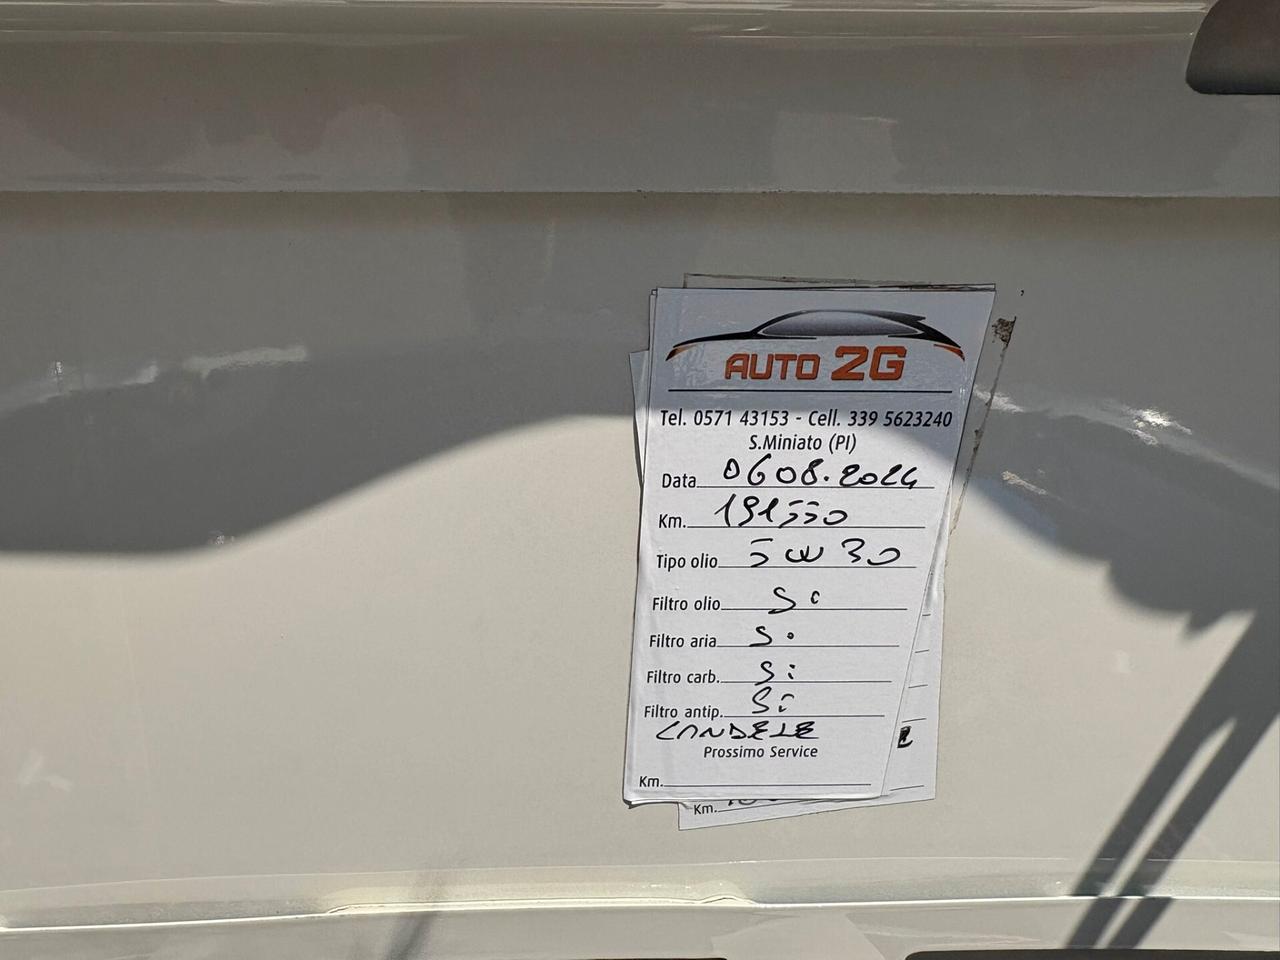 AUTO 2G
Tel. 0571 43153 - Cell. 339 5623240
S.Miniato (PI)
Data 06 08.2024
Km. 191550
Tipo olio 5W30
Filtro olio Si
Filtro aria Si
Filtro carb. Si
Filtro antip. Si
CANDELE
Prossimo Service
Km.
Km.